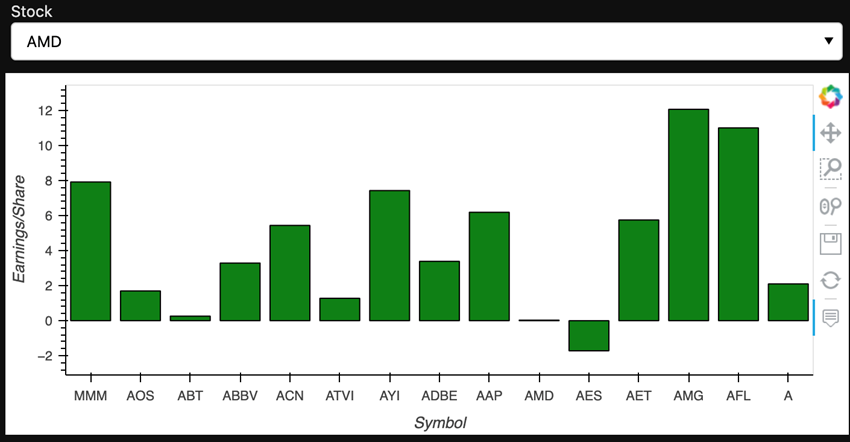 Stock
AMD
12
10
8
6
4
2
0
−2
Earnings/Share
MMM AOS ABT ABBV ACN ATVI AYI ADBE AAP AMD AES AET AMG AFL A
Symbol